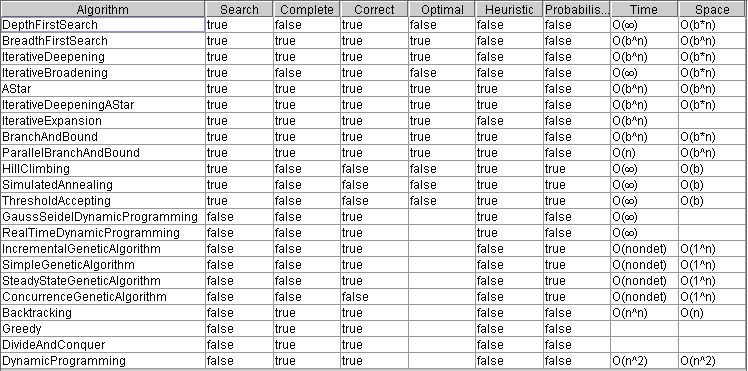 Algorithm Search Complete Correct Optimal Heuristic Probabilis... Time Space
DepthFirstSearch true false true false false false O(∞) O(b*n)
BreadthFirstSearch true true true true false false O(b^n) O(b^n)
IterativeDeepening true true true true false false O(b^n) O(b*n)
IterativeBroadening true false true false false false O(∞) O(b*n)
AStar true true true true true false O(b^n) O(b^n)
IterativeDeepeningAStar true true true true true false O(b^n) O(b*n)
IterativeExpansion true true true true false false O(b^n)
BranchAndBound true true true true true false O(b^n) O(b*n)
ParallelBranchAndBound true true true true true false O(n) O(b^n)
HillClimbing true false false false true true O(∞) O(b)
SimulatedAnnealing true false false false true true O(∞) O(b)
ThresholdAccepting true false false false true true O(∞) O(b)
GaussSeidelDynamicProgramming false false true true false O(∞)
RealTimeDynamicProgramming false false true true false O(∞)
IncrementalGeneticAlgorithm false false true false true O(nondet) O(1^n)
SimpleGeneticAlgorithm false false true false true O(nondet) O(1^n)
SteadyStateGeneticAlgorithm false false true false true O(nondet) O(1^n)
ConcurrenceGeneticAlgorithm false false false false true O(nondet) O(1^n)
Backtracking false true true false false O(n^n) O(n)
Greedy false false true false false
DivideAndConquer false false true false false
DynamicProgramming false true true false false O(n^2) O(n^2)